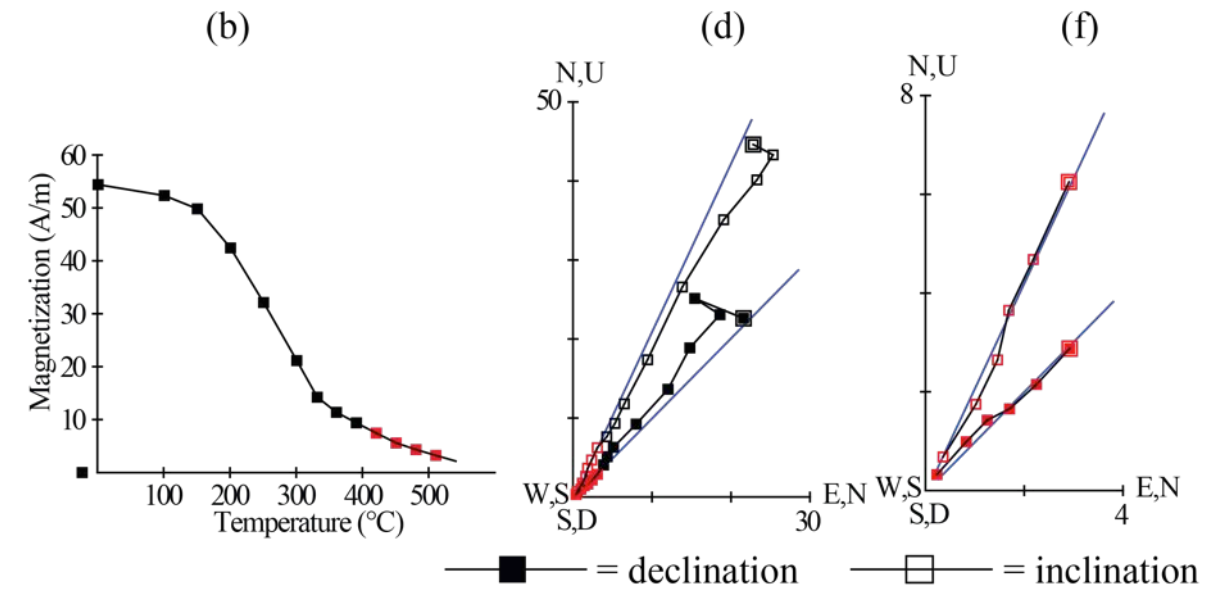 (b)
(d)
(f)
60
50
40
30
20
10
Magnetization (A/m)
100 200 300 400 500
Temperature (°C)
N,U
50
W,S
S,D
E,N
30
N,U
8
W,S
S,D
E,N
4
= declination
= inclination